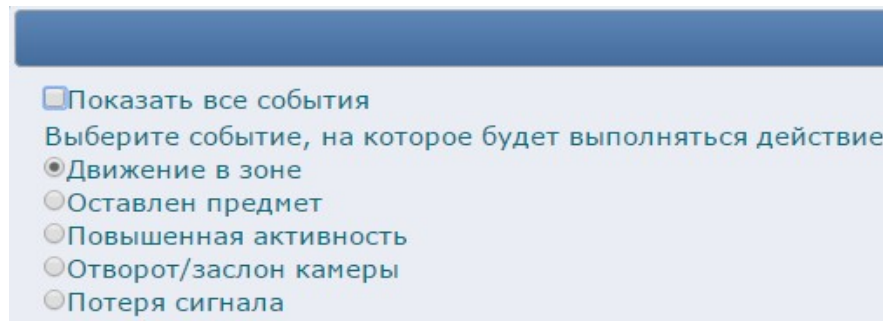 Показать все события
Выберите событие, на которое будет выполняться действие
Движение в зоне
Оставлен предмет
Повышенная активность
Отворот/заслон камеры
Потеря сигнала